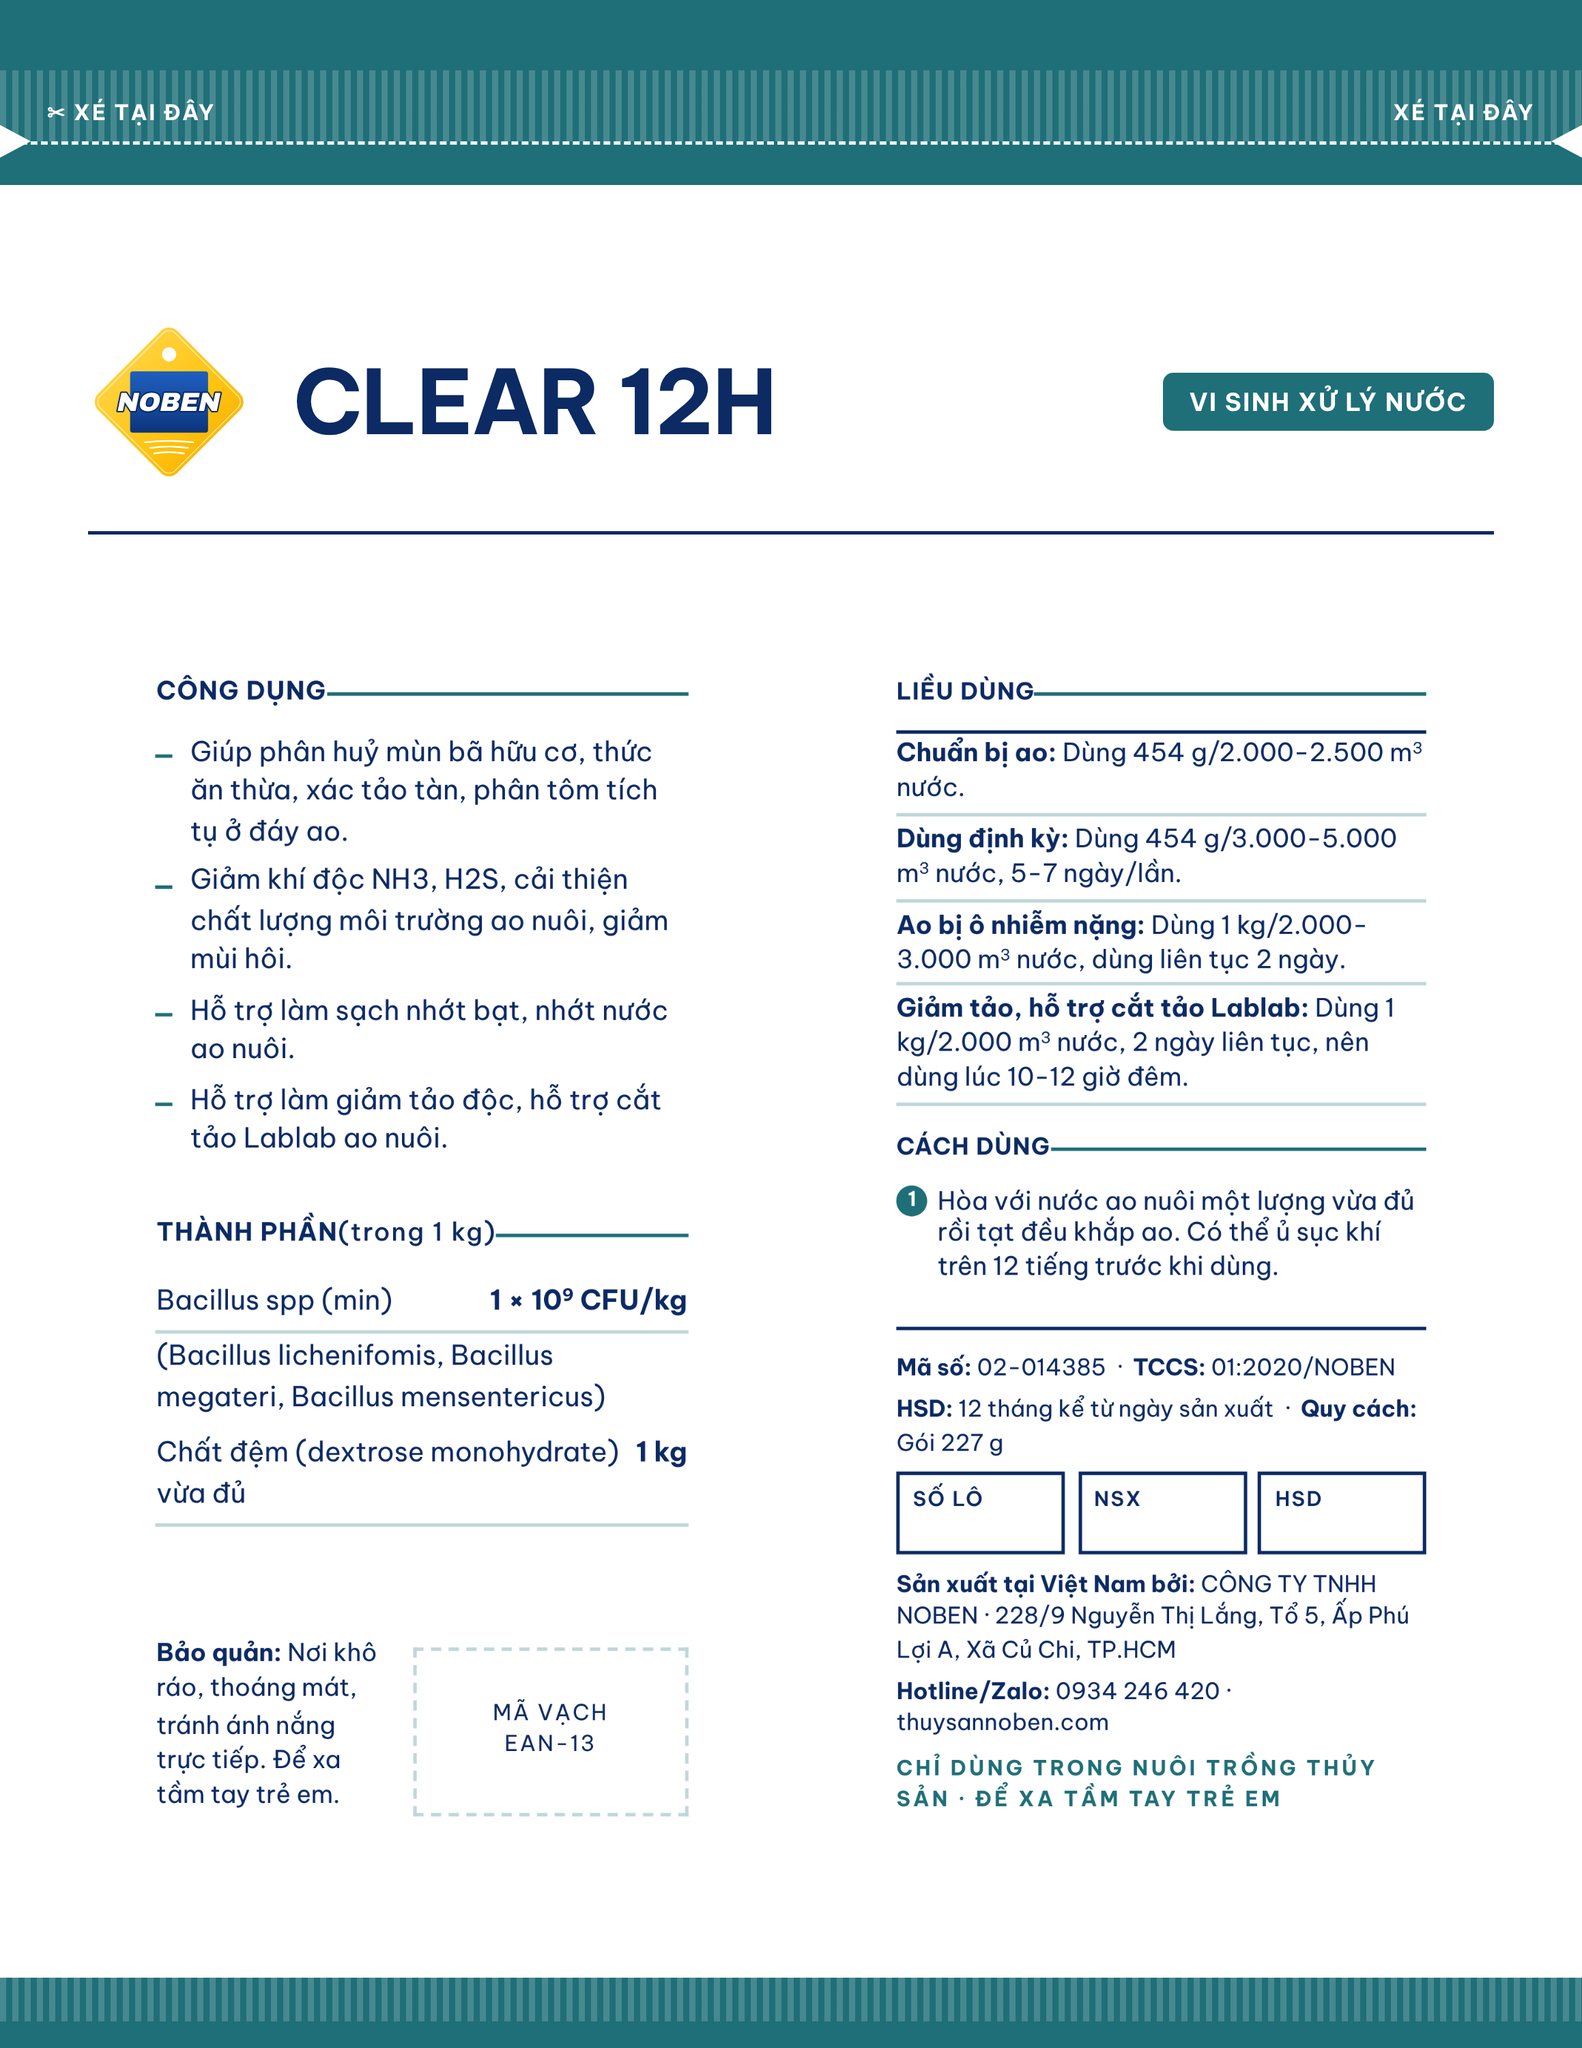 ✂ XÉ TẠI ĐÂY
XÉ TẠI ĐÂY
NOBEN
CLEAR 12H
VI SINH XỬ LÝ NƯỚC
CÔNG DỤNG
– Giúp phân huỷ mùn bã hữu cơ, thức
ăn thừa, xác tảo tàn, phân tôm tích
tụ ở đáy ao.
– Giảm khí độc NH3, H2S, cải thiện
chất lượng môi trường ao nuôi, giảm
mùi hôi.
– Hỗ trợ làm sạch nhớt bạt, nhớt nước
ao nuôi.
– Hỗ trợ làm giảm tảo độc, hỗ trợ cắt
tảo Lablab ao nuôi.
THÀNH PHẦN(trong 1 kg)
Bacillus spp (min) 1 × 10⁹ CFU/kg
(Bacillus lichenifomis, Bacillus
megateri, Bacillus mensentericus)
Chất đệm (dextrose monohydrate) 1 kg
vừa đủ
Bảo quản: Nơi khô
ráo, thoáng mát,
tránh ánh nắng
trực tiếp. Để xa
tầm tay trẻ em.
MÃ VẠCH
EAN-13
LIỀU DÙNG
Chuẩn bị ao: Dùng 454 g/2.000-2.500 m³
nước.
Dùng định kỳ: Dùng 454 g/3.000-5.000
m³ nước, 5-7 ngày/lần.
Ao bị ô nhiễm nặng: Dùng 1 kg/2.000-
3.000 m³ nước, dùng liên tục 2 ngày.
Giảm tảo, hỗ trợ cắt tảo Lablab: Dùng 1
kg/2.000 m³ nước, 2 ngày liên tục, nên
dùng lúc 10-12 giờ đêm.
CÁCH DÙNG
1 Hòa với nước ao nuôi một lượng vừa đủ
rồi tạt đều khắp ao. Có thể ủ sục khí
trên 12 tiếng trước khi dùng.
Mã số: 02-014385 · TCCS: 01:2020/NOBEN
HSD: 12 tháng kể từ ngày sản xuất · Quy cách:
Gói 227 g
SỐ LÔ
NSX
HSD
Sản xuất tại Việt Nam bởi: CÔNG TY TNHH
NOBEN · 228/9 Nguyễn Thị Lắng, Tổ 5, Ấp Phú
Lợi A, Xã Củ Chi, TP.HCM
Hotline/Zalo: 0934 246 420 ·
thuysannoben.com
CHỈ DÙNG TRONG NUÔI TRỒNG THỦY
SẢN · ĐỂ XA TẦM TAY TRẺ EM